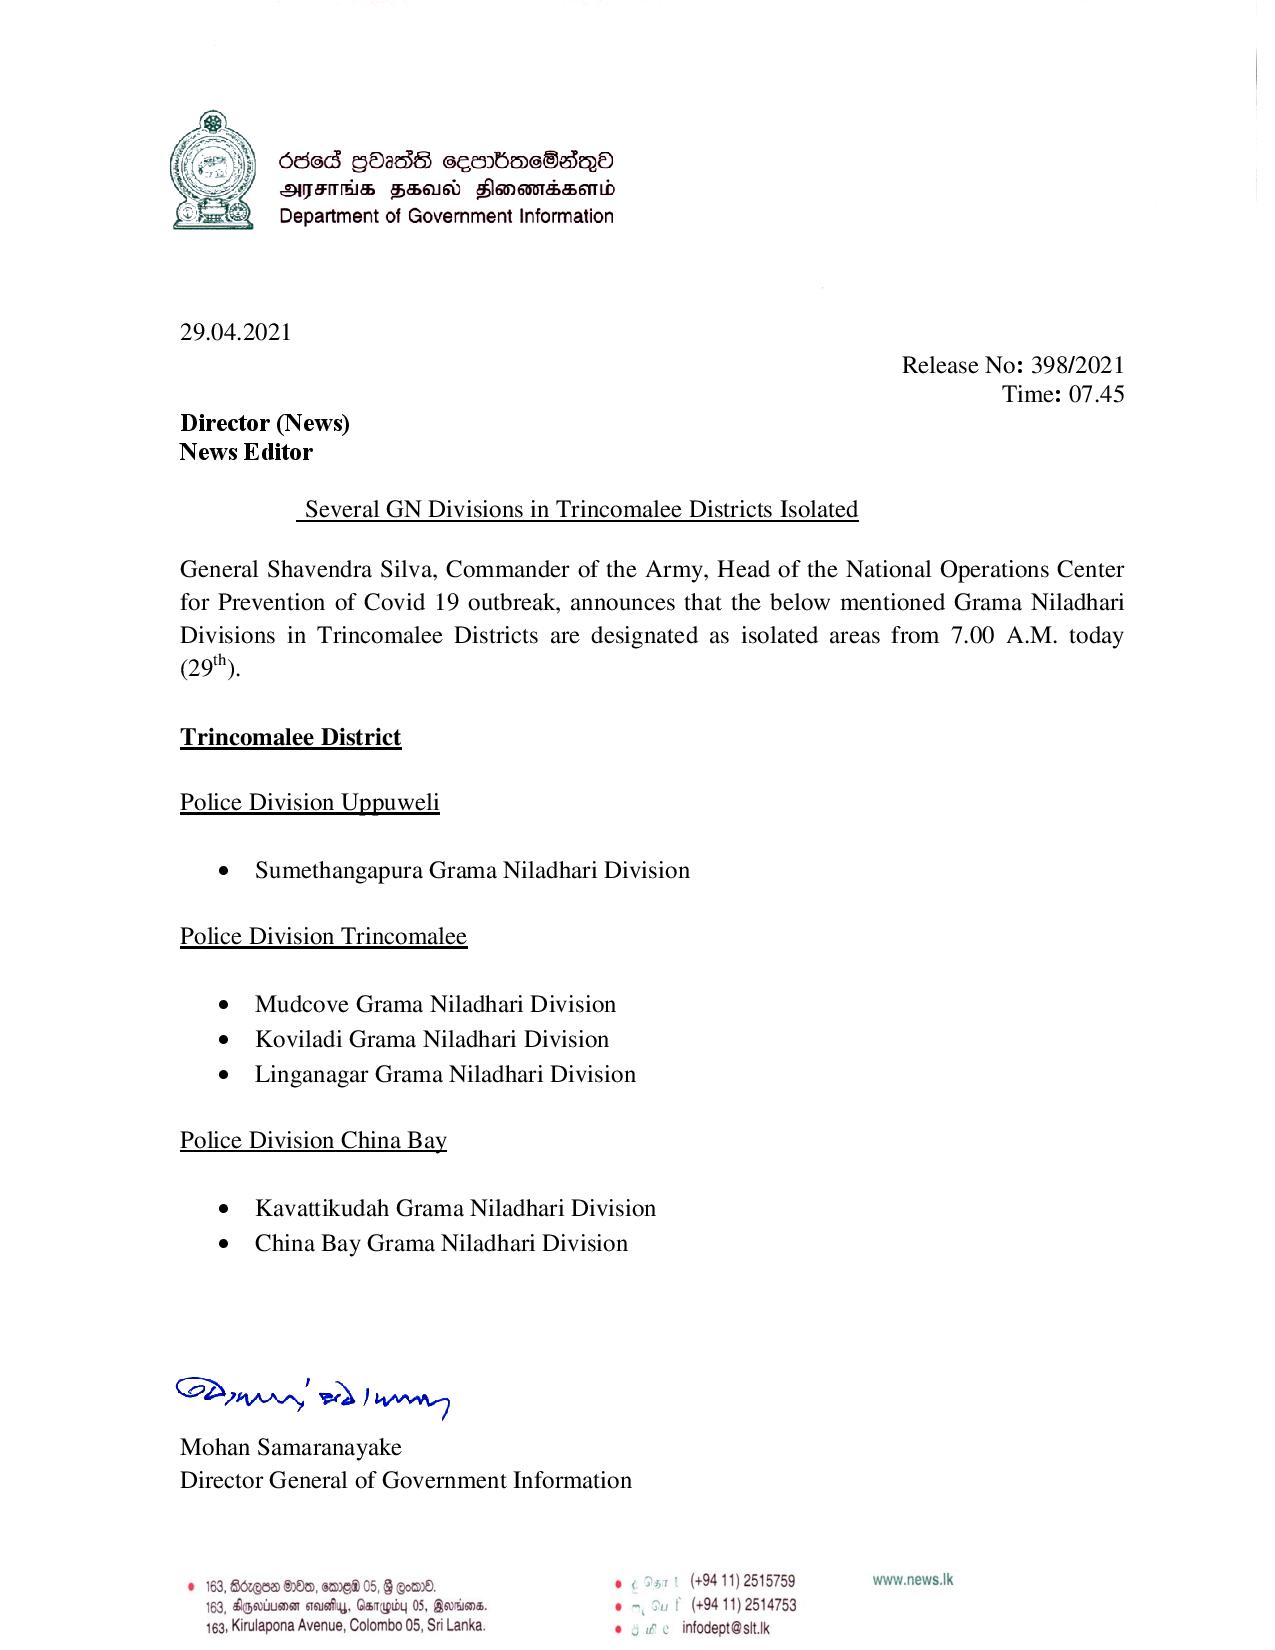 රජයේ ප්‍රවෘත්ති දෙපාර්තමේන්තුව
அரசாங்க தகவல் திணைக்களம்
Department of Government Information
29.04.2021
Release No: 398/2021
Time: 07.45
Director (News)
News Editor
Several GN Divisions in Trincomalee Districts Isolated
General Shavendra Silva, Commander of the Army, Head of the National Operations Center
for Prevention of Covid 19 outbreak, announces that the below mentioned Grama Niladhari
Divisions in Trincomalee Districts are designated as isolated areas from 7.00 A.M. today
(29th).
Trincomalee District
Police Division Uppuweli
• Sumethangapura Grama Niladhari Division
Police Division Trincomalee
• Mudcove Grama Niladhari Division
• Koviladi Grama Niladhari Division
• Linganagar Grama Niladhari Division
Police Division China Bay
• Kavattikudah Grama Niladhari Division
• China Bay Grama Niladhari Division
Mohan Samaranayake
Director General of Government Information
• 163, කිරුලපන මාවත, කොළඹ 05, ශ්‍රී ලංකාව.
163, கிருலப்பனை எவனியூ, கொழும்பு 05, இலங்கை.
163, Kirulapona Avenue, Colombo 05, Sri Lanka.
• (+94 11) 2515759
• (+94 11) 2514753
• infodept@slt.lk
www.news.lk